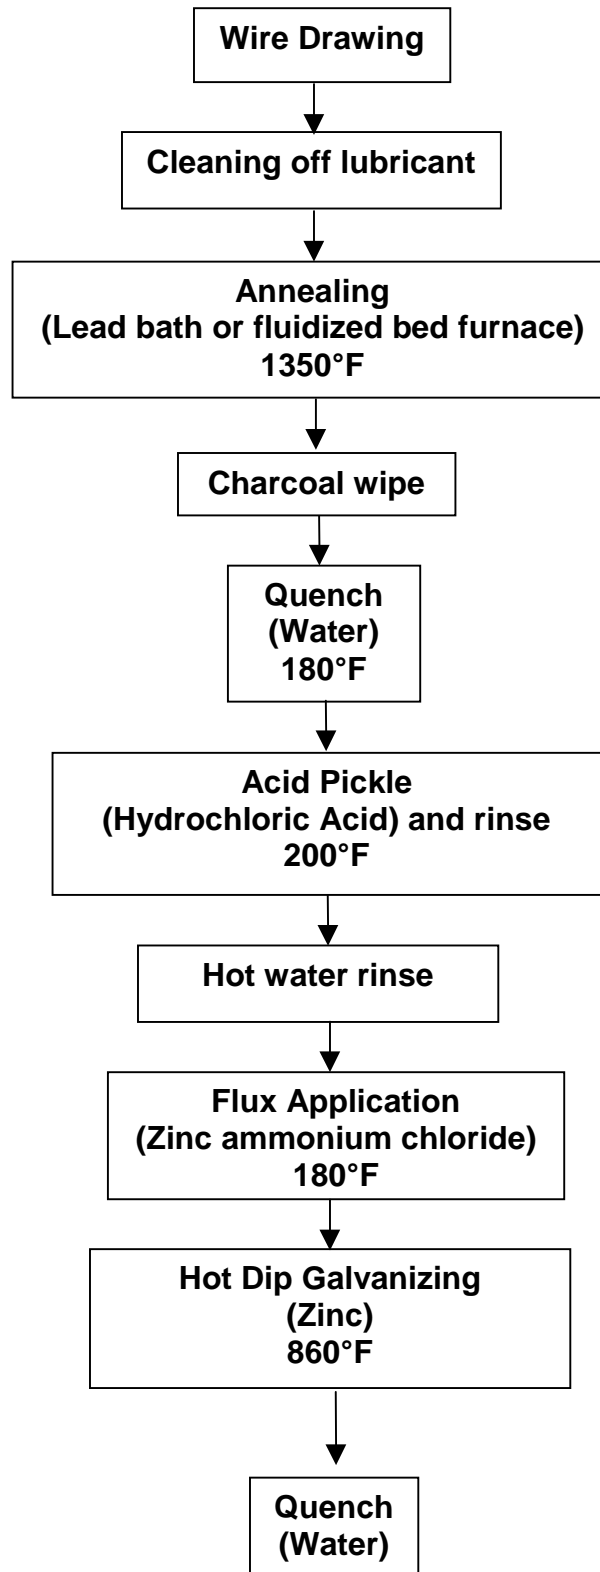 Wire Drawing
Cleaning off lubricant
Annealing
(Lead bath or fluidized bed furnace)
1350°F
Charcoal wipe
Quench
(Water)
180°F
Acid Pickle
(Hydrochloric Acid) and rinse
200°F
Hot water rinse
Flux Application
(Zinc ammonium chloride)
180°F
Hot Dip Galvanizing
(Zinc)
860°F
Quench
(Water)